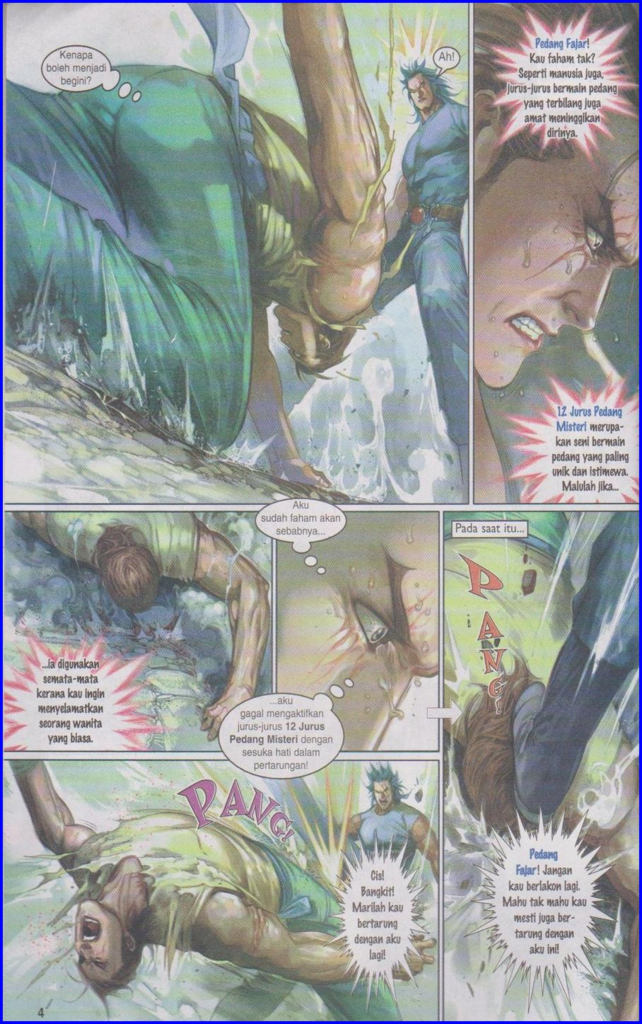 Kenapa
boleh menjadi
begini?
Ah!
Pedang Fajar!
Kau faham tak?
Seperti manusia juga,
jurus-jurus bermain pedang
yang terbilang juga
amat meninggikan
dirinya.
12 Jurus Pedang
Misteri merupa-
kan seni bermain
pedang yang paling
unik dan istimewa.
Malulah jika...
...ia digunakan
semata-mata
kerana kau ingin
menyelamatkan
seorang wanita
yang biasa.
Aku
sudah faham akan
sebabnya...
...aku
gagal mengaktifkan
jurus-jurus 12 Jurus
Pedang Misteri dengan
sesuka hati dalam
pertarungan!
Pada saat itu...
PANG!
Pedang
Fajar! Jangan
kau berlakon lagi.
Mahu tak mahu kau
mesti juga ber-
tarung dengan
aku ini!
PANG!
Cis!
Bangkit!
Marilah kau
bertarung
dengan aku
lagi!
4